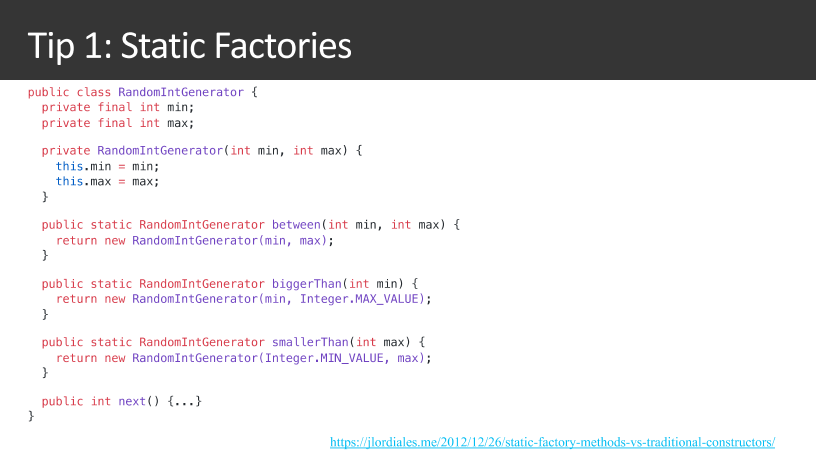 Tip 1: Static Factories
public class RandomIntGenerator {
  private final int min;
  private final int max;

  private RandomIntGenerator(int min, int max) {
    this.min = min;
    this.max = max;
  }

  public static RandomIntGenerator between(int min, int max) {
    return new RandomIntGenerator(min, max);
  }

  public static RandomIntGenerator biggerThan(int min) {
    return new RandomIntGenerator(min, Integer.MAX_VALUE);
  }

  public static RandomIntGenerator smallerThan(int max) {
    return new RandomIntGenerator(Integer.MIN_VALUE, max);
  }

  public int next() {...}
}
https://jlordiales.me/2012/12/26/static-factory-methods-vs-traditional-constructors/